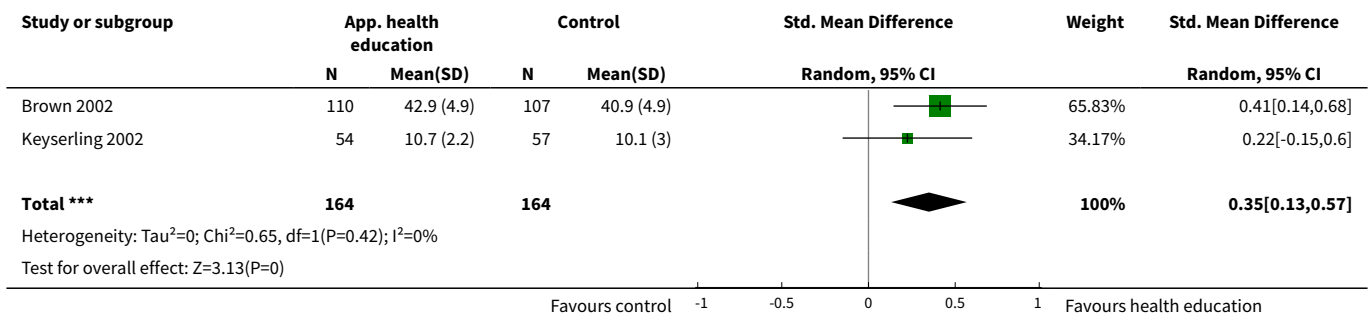 Study or subgroup App. health education Control Std. Mean Difference Weight Std. Mean Difference
N Mean(SD) N Mean(SD) Random, 95% CI Random, 95% CI
Brown 2002 110 42.9 (4.9) 107 40.9 (4.9) 65.83% 0.41[0.14,0.68]
Keyserling 2002 54 10.7 (2.2) 57 10.1 (3) 34.17% 0.22[-0.15,0.6]
Total *** 164 164 100% 0.35[0.13,0.57]
Heterogeneity: Tau²=0; Chi²=0.65, df=1(P=0.42); I²=0%
Test for overall effect: Z=3.13(P=0)
Favours control -1 -0.5 0 0.5 1 Favours health education